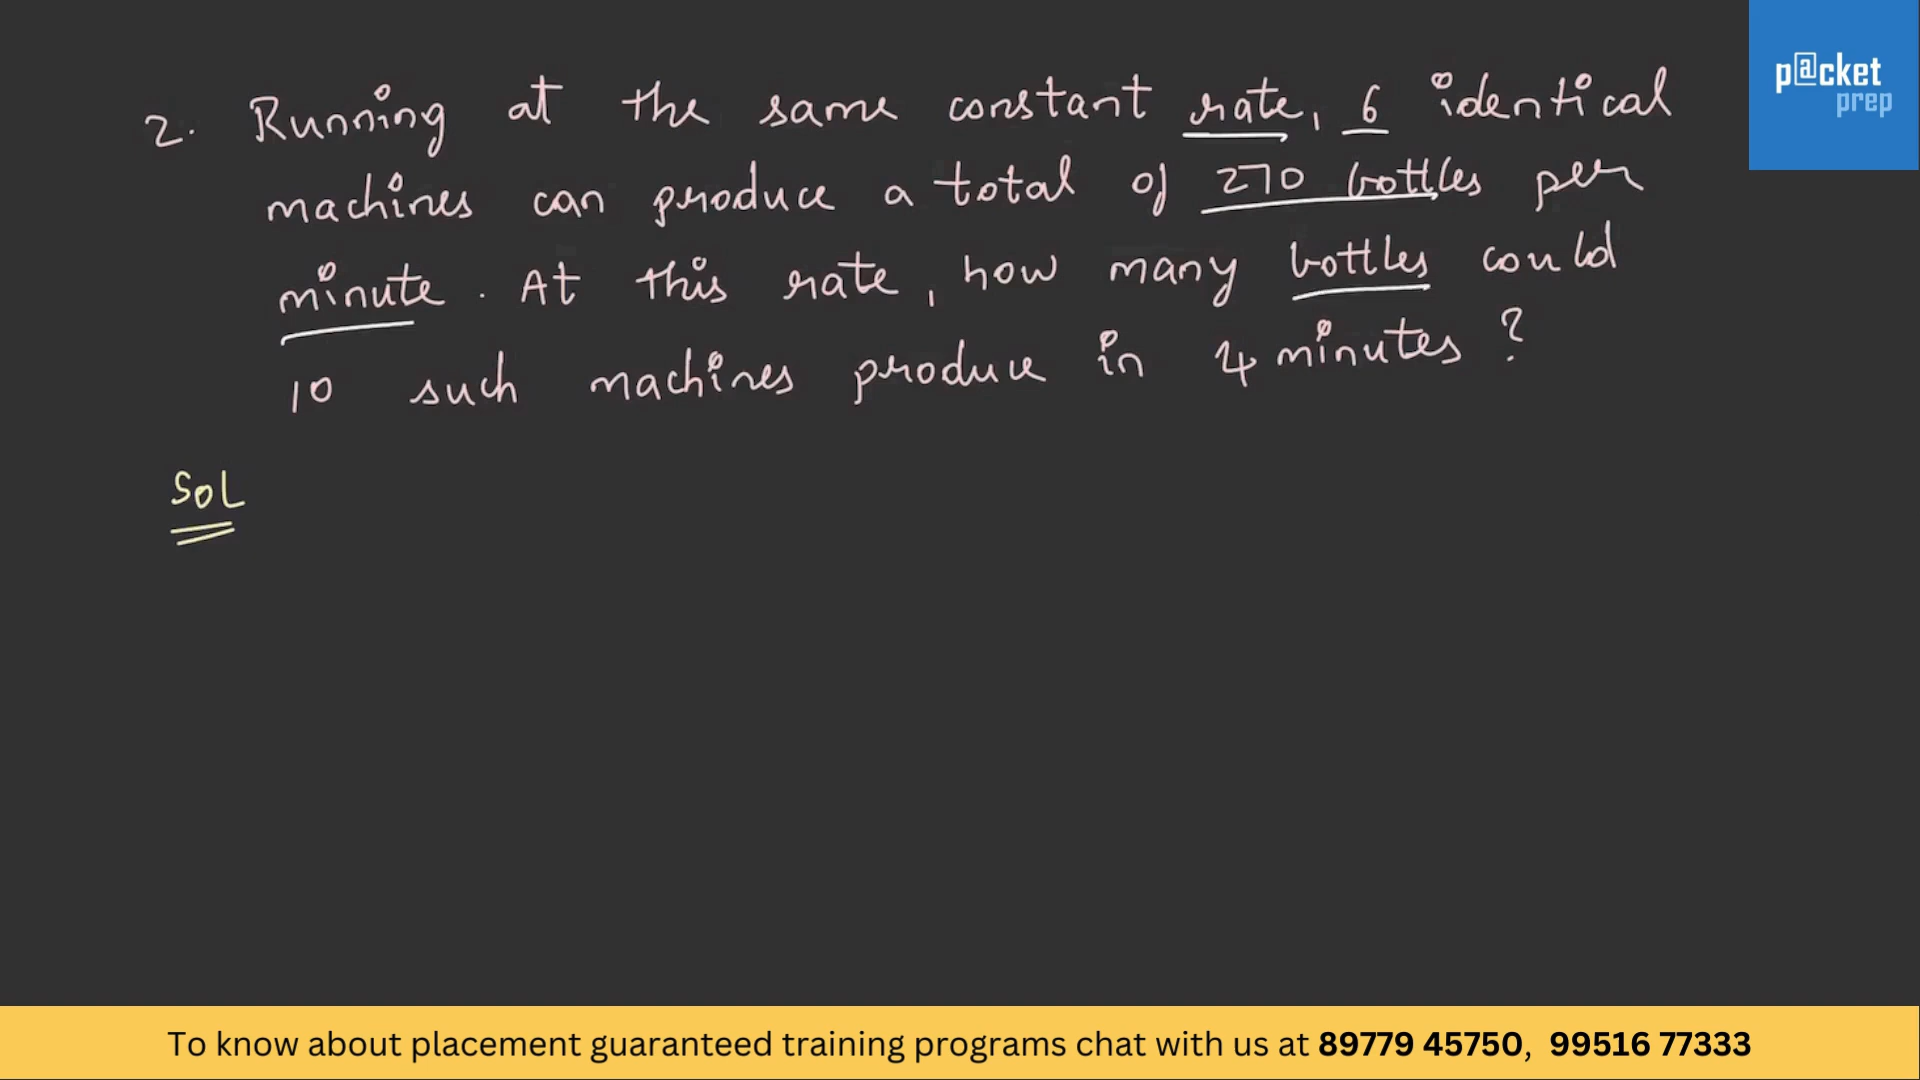 p@cket
prep
2. Running at the same constant rate, 6 identical
machines can produce a total of 270 bottles per
minute. At this rate, how many bottles could
10 such machines produce in 4 minutes?
SOL
To know about placement guaranteed training programs chat with us at 89779 45750, 99516 77333